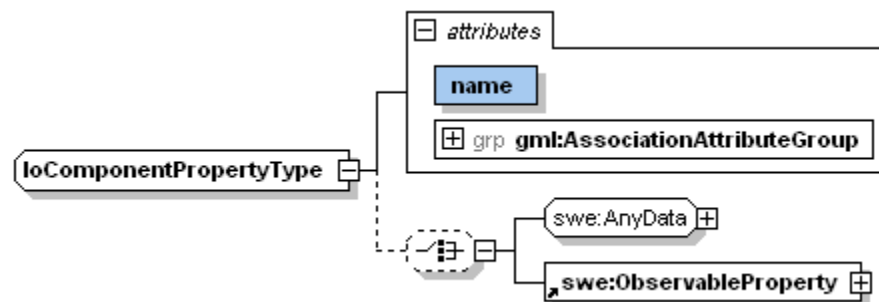 attributes
name
grp gml:AssociationAttributeGroup
IoComponentPropertyType
swe:AnyData
swe:ObservableProperty